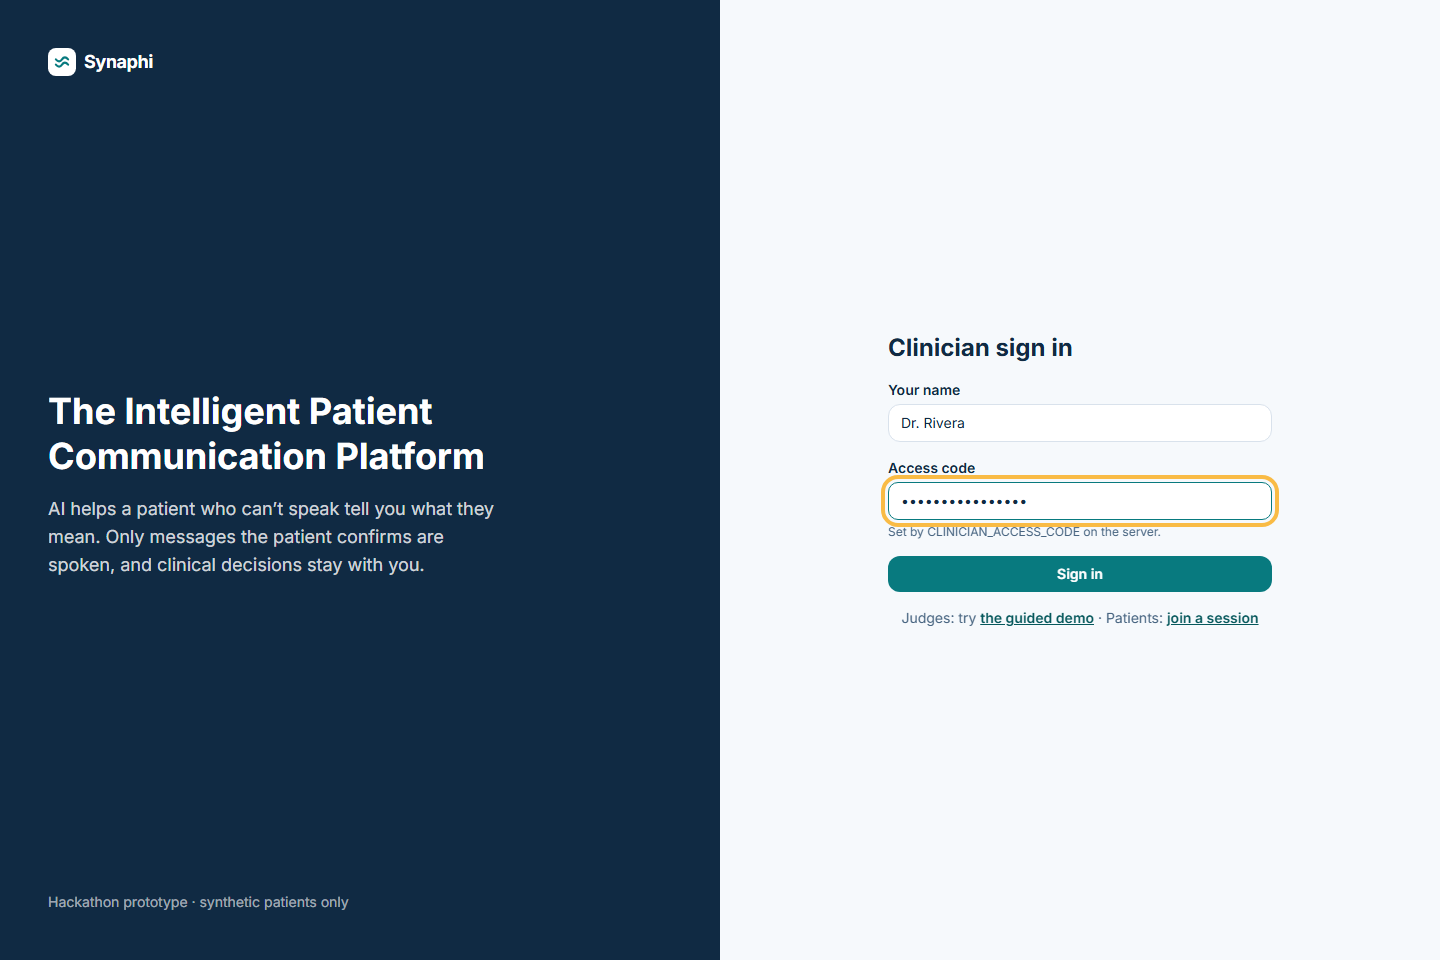 Synaphi
The Intelligent Patient
Communication Platform
AI helps a patient who can’t speak tell you what they
mean. Only messages the patient confirms are
spoken, and clinical decisions stay with you.
Hackathon prototype · synthetic patients only
Clinician sign in
Your name
Dr. Rivera
Access code
••••••••••••••••
Set by CLINICIAN_ACCESS_CODE on the server.
Sign in
Judges: try the guided demo · Patients: join a session